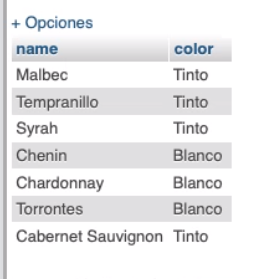 + Opciones
name color
Malbec Tinto
Tempranillo Tinto
Syrah Tinto
Chenin Blanco
Chardonnay Blanco
Torrontes Blanco
Cabernet Sauvignon Tinto